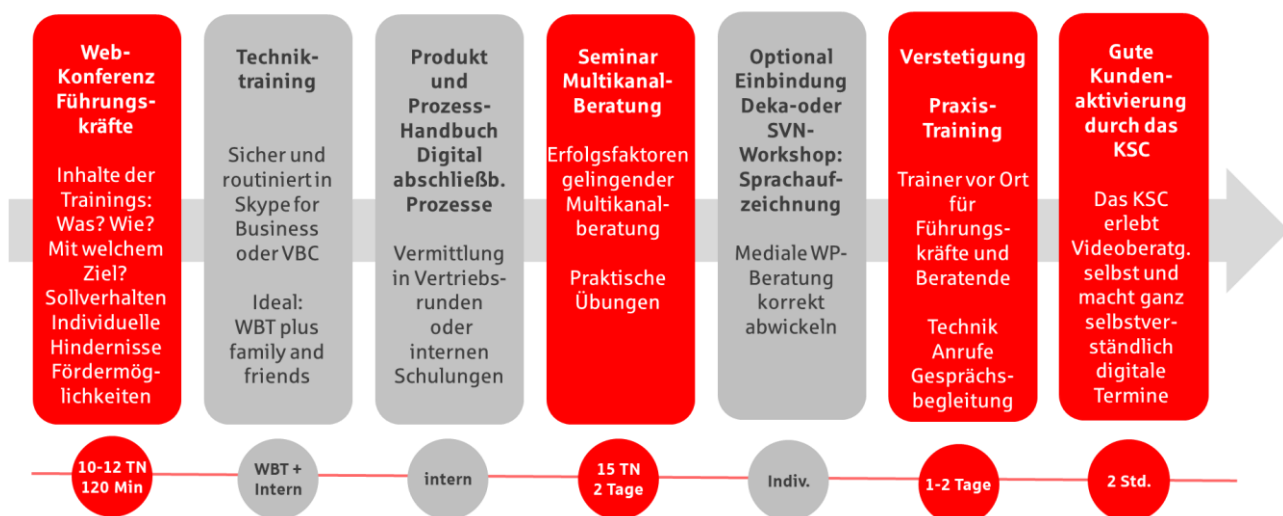 Web-
Konferenz
Führungs-
kräfte
Inhalte der
Trainings:
Was? Wie?
Mit welchem
Ziel?
Sollverhalten
Individuelle
Hindernisse
Fördermög-
lichkeiten
Technik-
training
Sicher und
routiniert in
Skype for
Business
oder VBC
Ideal:
WBT plus
family and
friends
Produkt
und
Prozess-
Handbuch
Digital
abschließb.
Prozesse
Vermittlung
in Vertriebs-
runden
oder
internen
Schulungen
Seminar
Multikanal-
Beratung
Erfolgsfaktoren
gelingender
Multikanal-
beratung
Praktische
Übungen
Optional
Einbindung
Deka-oder
SVN-
Workshop:
Sprachauf-
zeichnung
Mediale WP-
Beratung
korrekt
abwickeln
Verstetigung
Praxis-
Training
Trainer vor Ort
für
Führungs-
kräfte und
Beratende
Technik
Anrufe
Gesprächs-
begleitung
Gute
Kunden-
aktivierung
durch das
KSC
Das KSC
erlebt
Videoberatg.
selbst und
macht ganz
selbstver-
ständlich
digitale
Termine
10-12 TN
120 Min
WBT +
Intern
intern
15 TN
2 Tage
Indiv.
1-2 Tage
2 Std.